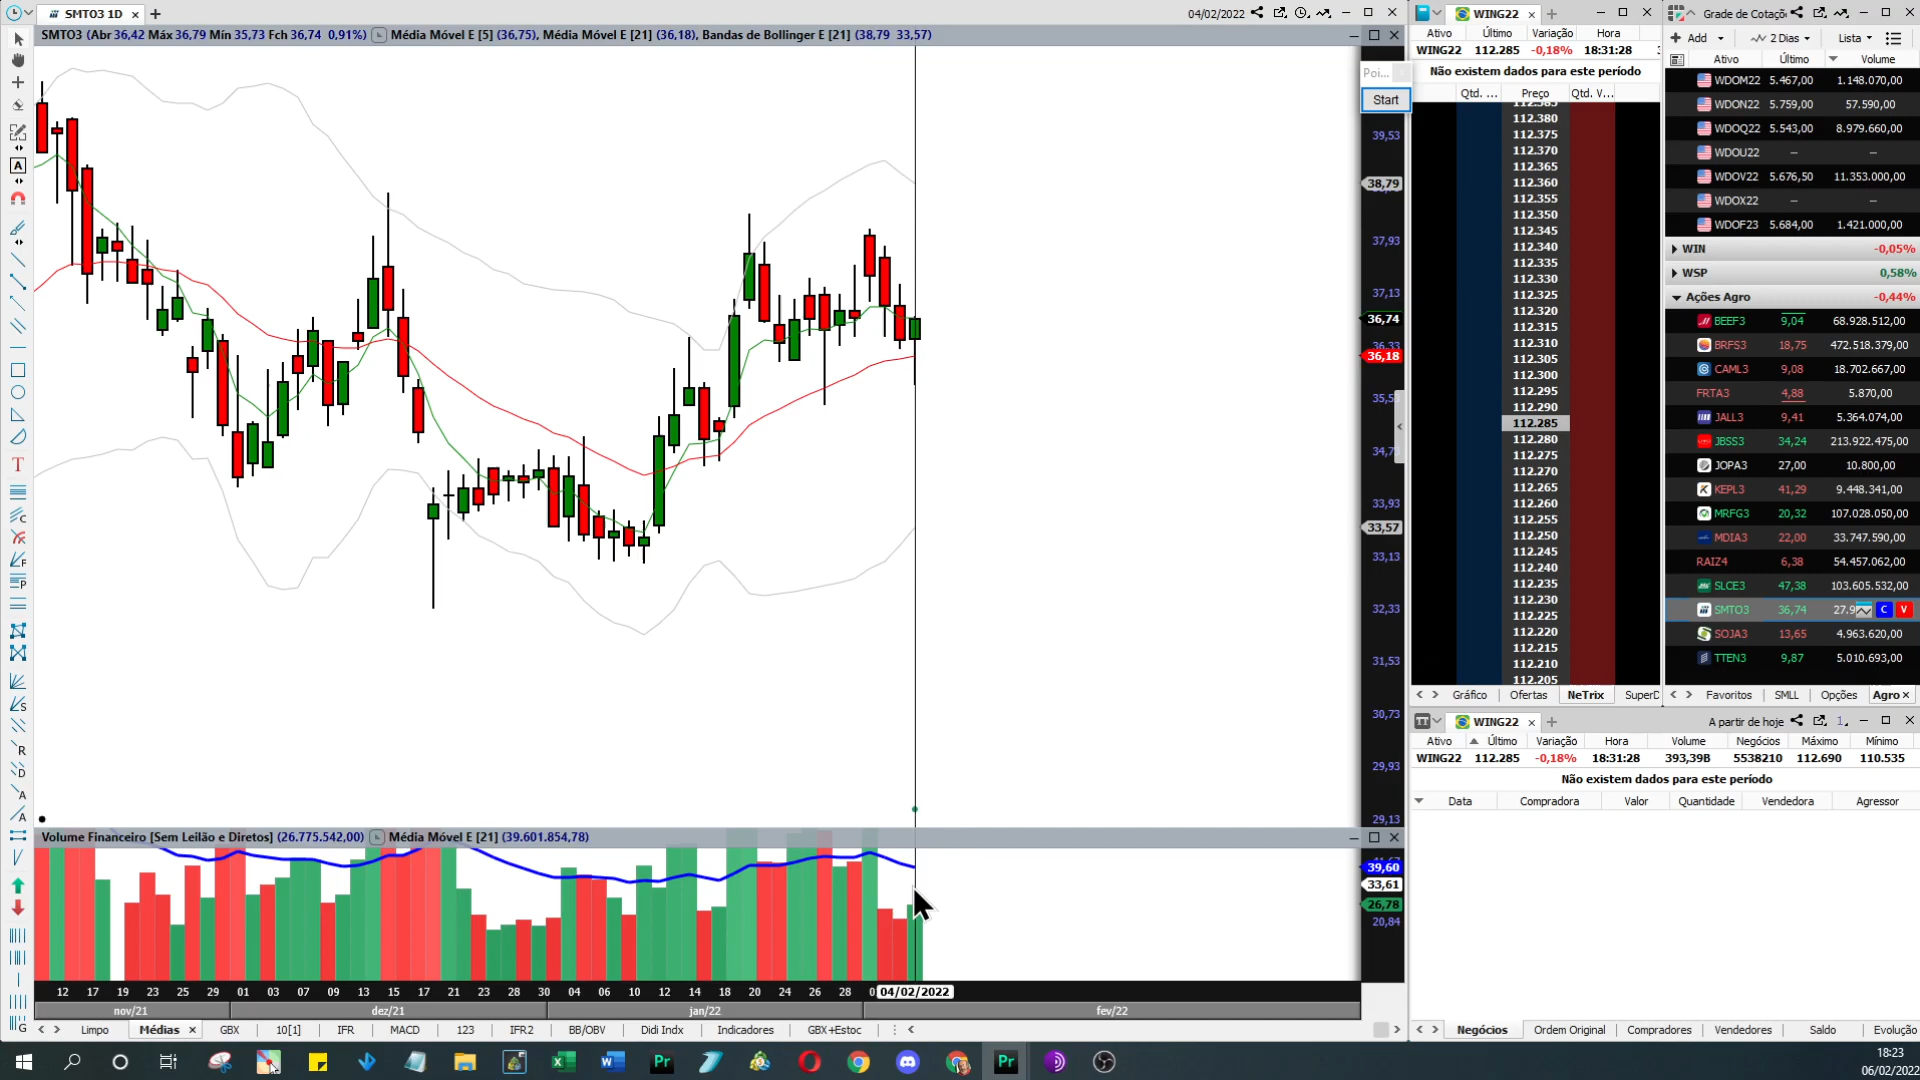 SMTO3 1D
04/02/2022
SMTO3 (Abr 36,42 Máx 36,79 Mín 35,73 Fch 36,74 0,91%) Média Móvel E [5] (36,75), Média Móvel E [21] (36,18), Bandas de Bollinger E [21] (38,79 33,57)
Poi...
Start
39,53
38,79
37,93
37,13
36,74
36,33
36,18
33,93
33,57
33,13
32,33
31,53
30,73
29,93
29,13
Volume Financeiro [Sem Leilão e Diretos] (26.775.542,00) Média Móvel E [21] (39.601.854,78)
39,60
33,61
26,78
20,84
12 17 19 23 25 29 01 03 07 09 13 15 17 21 23 28 30 04 06 10 12 14 18 20 24 26 28 04/02/2022
nov/21 dez/21 jan/22 fev/22
Limpo Médias GBX 10[1] IFR MACD 123 IFR2 BB/OBV Didi Indx Indicadores GBX+Estoc
WING22
Ativo Último Variação Hora
WING22 112.285 -0,18% 18:31:28
Não existem dados para este período
Qtd. ... Preço Qtd. V...
112.385
112.380
112.375
112.370
112.365
112.360
112.355
112.350
112.345
112.340
112.335
112.330
112.325
112.320
112.315
112.310
112.305
112.300
112.295
112.290
112.285
112.280
112.275
112.270
112.265
112.260
112.255
112.250
112.245
112.240
112.235
112.230
112.225
112.220
112.215
112.210
112.205
Gráfico Ofertas NeTrix SuperD
Grade de Cotaçõ
Add 2 Dias Lista
Ativo Último Volume
WDOM22 5.467,00 1.148.070,00
WDON22 5.759,00 57.590,00
WDOQ22 5.543,00 8.979.660,00
WDOU22 – –
WDOV22 5.676,50 11.353.000,00
WDOX22 – –
WDOF23 5.684,00 1.421.000,00
WIN -0,05%
WSP 0,58%
Ações Agro -0,44%
BEEF3 9,04 68.928.512,00
BRFS3 18,75 472.518.379,00
CAML3 9,08 18.702.667,00
FRTA3 4,88 5.870,00
JALL3 9,41 5.364.074,00
JBSS3 34,24 213.922.475,00
JOPA3 27,00 10.800,00
KEPL3 41,29 9.448.341,00
MRFG3 20,32 107.028.050,00
MDIA3 22,00 33.747.590,00
RAIZ4 6,38 54.457.062,00
SLCE3 47,38 103.605.532,00
SMTO3 36,74 27.9 C V
SOJA3 13,65 4.963.620,00
TTEN3 9,87 5.010.693,00
Favoritos SMLL Opções Agro
WING22
A partir de hoje
Ativo Último Variação Hora Volume Negócios Máximo Mínimo
WING22 112.285 -0,18% 18:31:28 393,39B 5538210 112.690 110.535
Não existem dados para este período
Data Compradora Valor Quantidade Vendedora Agressor
Negócios Ordem Original Compradores Vendedores Saldo Evolução
18:23
06/02/2022